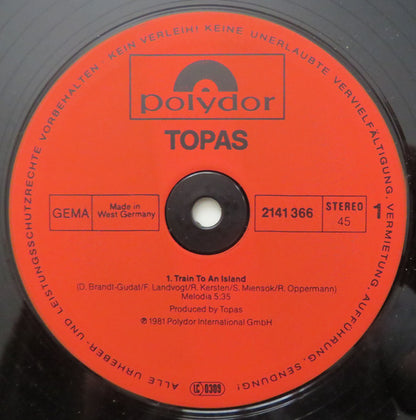 ALLE URHEBER- UND LEISTUNGSSCHUTZRECHTE VORBEHALTEN. KEIN VERLEIH! KEINE UNERLAUBTE VERVIELFÄLTIGUNG, VERMIETUNG, AUFFÜHRUNG, SENDUNG!
polydor
TOPAS
GEMA
Made in
West Germany
2141 366
STEREO
45
1
1. Train To An Island
(D. Brandt-Gudat/F. Landvogt/R. Kersten/S. Miensok/R. Oppermann)
Melodia 5:35
Produced by Topas
℗ 1981 Polydor International GmbH
LC 0309